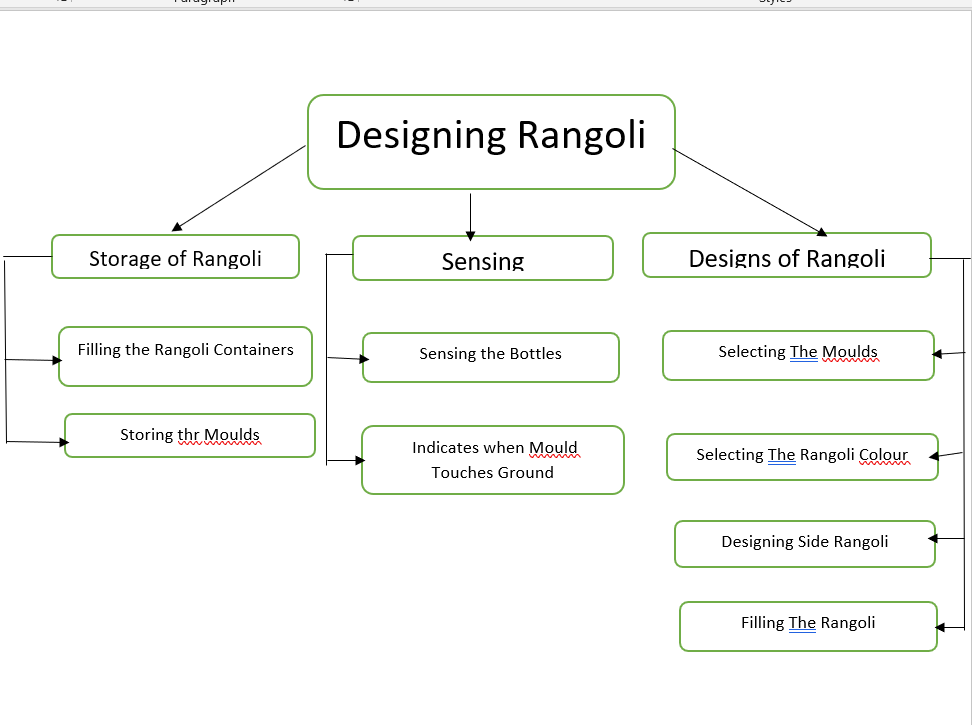 Designing Rangoli
Storage of Rangoli
Sensing
Designs of Rangoli
Filling the Rangoli Containers
Storing thr Moulds
Sensing the Bottles
Indicates when Mould
Touches Ground
Selecting The Moulds
Selecting The Rangoli Colour
Designing Side Rangoli
Filling The Rangoli